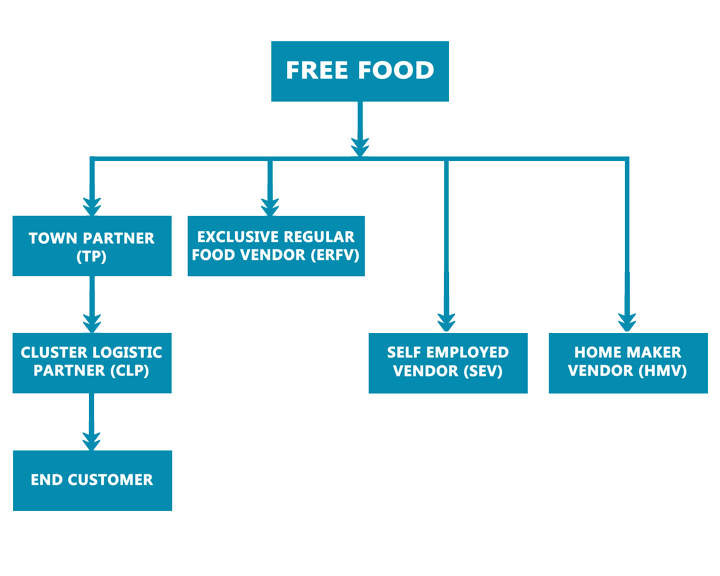 FREE FOOD
TOWN PARTNER
(TP)
EXCLUSIVE REGULAR
FOOD VENDOR (ERFV)
CLUSTER LOGISTIC
PARTNER (CLP)
SELF EMPLOYED
VENDOR (SEV)
HOME MAKER
VENDOR (HMV)
END CUSTOMER